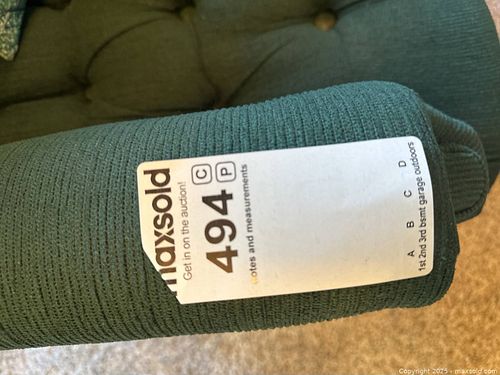 maxsold
Get in on the auction!
494 C P
notes and measurements
A B C D
1st 2nd 3rd bsmt garage outdoors
Copyright 2025 - maxsold.com